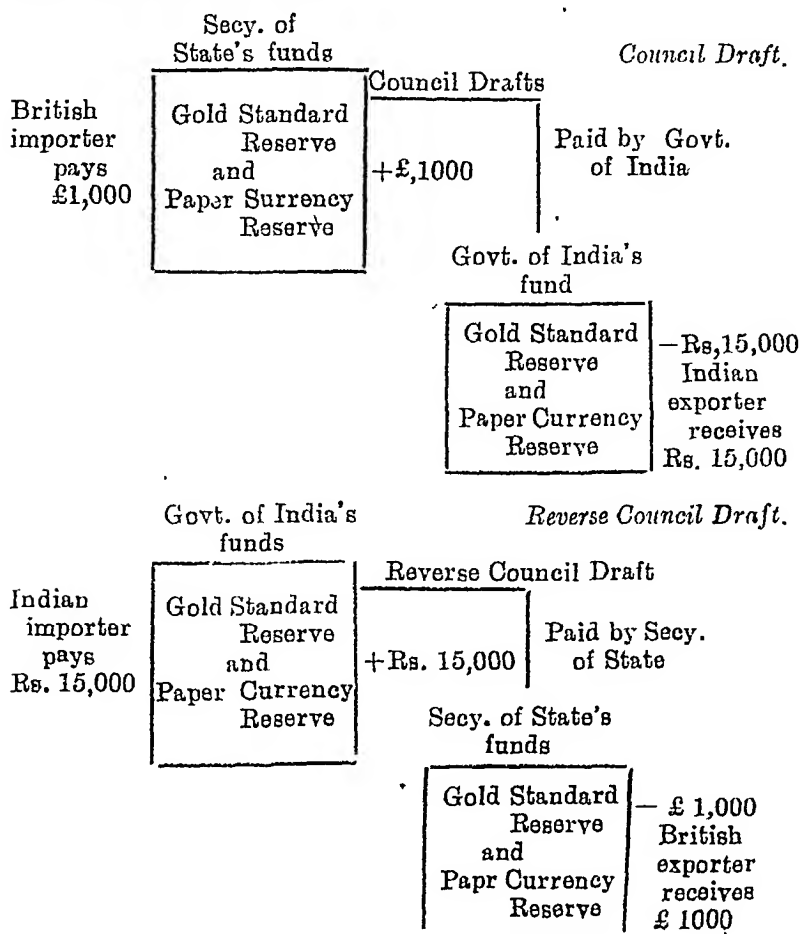 Secy. of
State's funds
Council Draft.
Council Drafts
British
importer
pays
£1,000
Gold Standard
Reserve
and
Paper Surrency
Reserve
+£,1000
Paid by Govt.
of India
Govt. of India's
fund
Gold Standard
Reserve
and
Paper Currency
Reserve
—Rs,15,000
Indian
exporter
receives
Rs. 15,000
Govt. of India's
funds
Reverse Council Draft.
Reverse Council Draft
Indian
importer
pays
Rs. 15,000
Gold Standard
Reserve
and
Paper Currency
Reserve
+Rs. 15,000
Paid by Secy.
of State
Secy. of State's
funds
Gold Standard
Reserve
and
Papr Currency
Reserve
— £ 1,000
British
exporter
receives
£ 1000